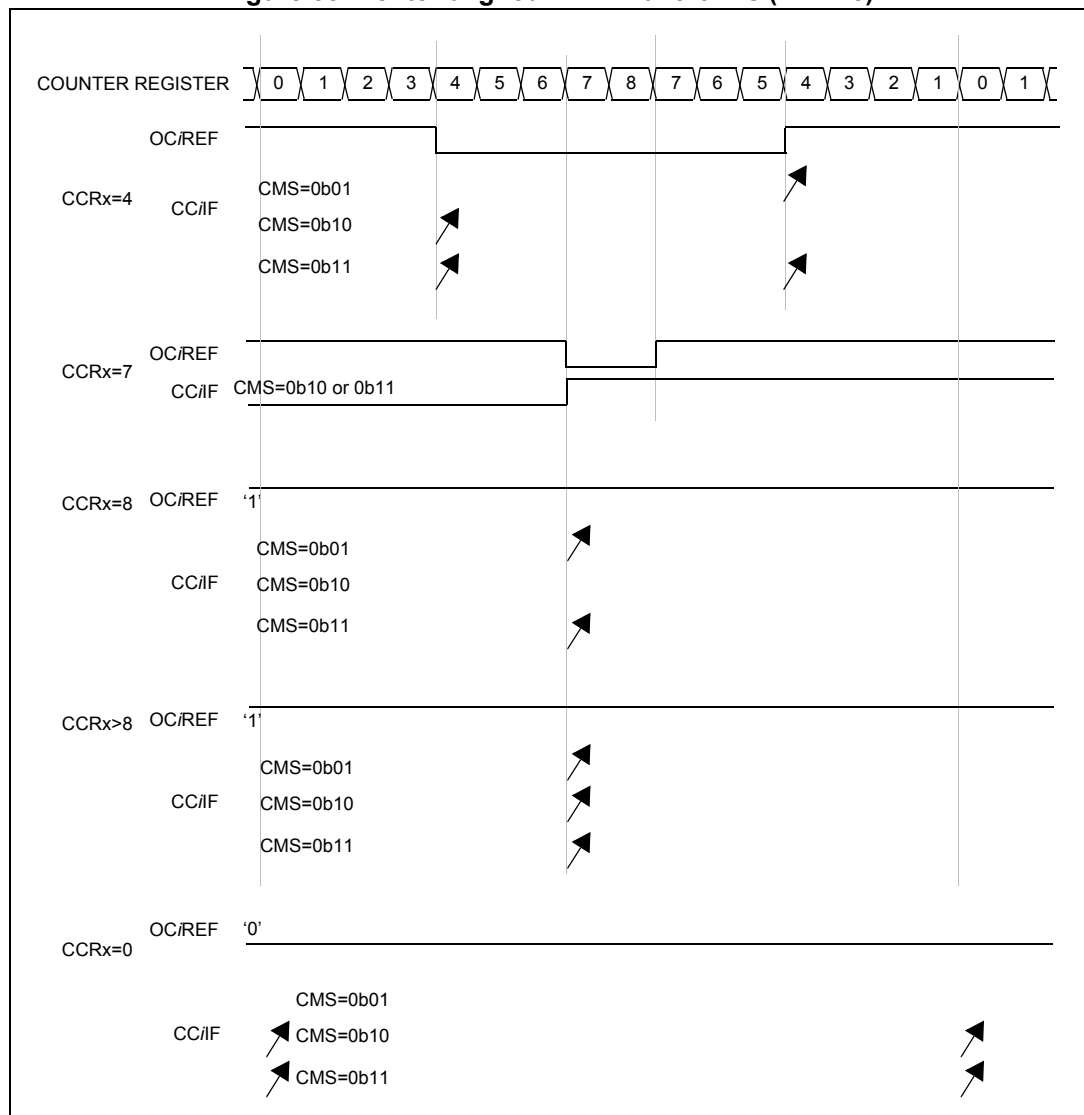 COUNTER REGISTER 0 1 2 3 4 5 6 7 8 7 6 5 4 3 2 1 0 1
OCiREF
CCRx=4 CCiIF CMS=0b01
CMS=0b10
CMS=0b11
OCiREF
CCRx=7
CCiIF CMS=0b10 or 0b11
CCRx=8 OCiREF ‘1’
CMS=0b01
CCiIF CMS=0b10
CMS=0b11
CCRx>8 OCiREF ‘1’
CMS=0b01
CCiIF CMS=0b10
CMS=0b11
OCiREF ‘0’
CCRx=0
CMS=0b01
CCiIF CMS=0b10
CMS=0b11